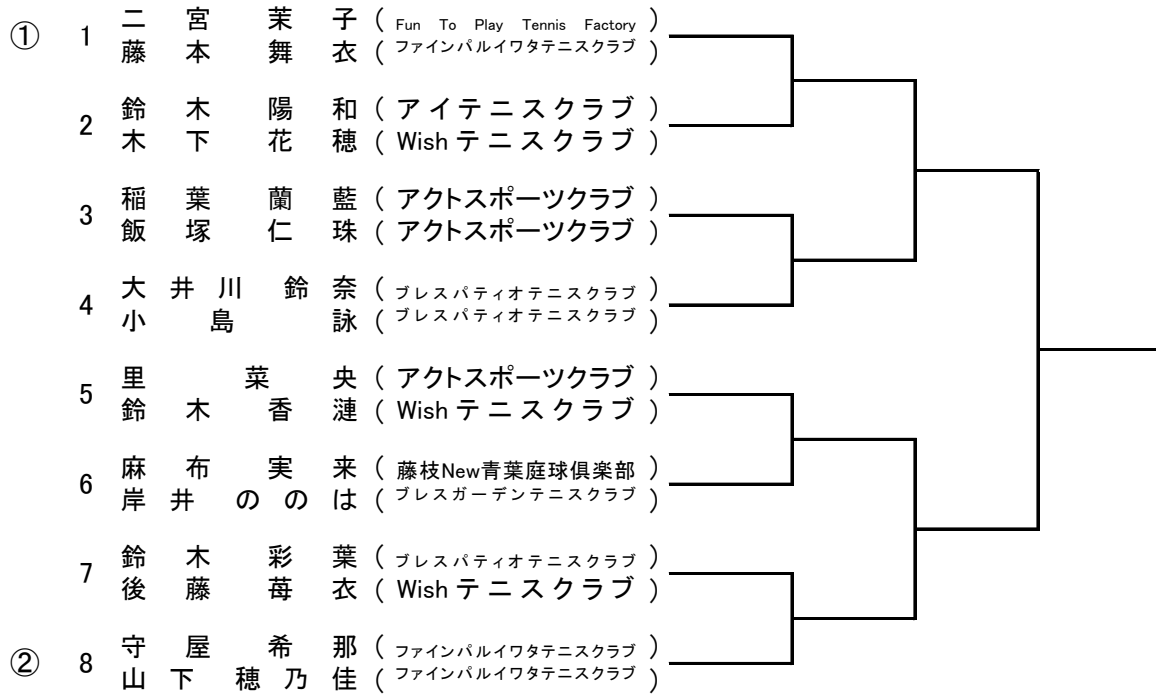 ① 1 二宮茉子 ( Fun To Play Tennis Factory )
藤本舞衣 ( ファインパルイワタテニスクラブ )
2 鈴木陽和 ( アイテニスクラブ )
木下花穂 ( Wishテニスクラブ )
3 稲葉蘭藍 ( アクトスポーツクラブ )
飯塚仁珠 ( アクトスポーツクラブ )
4 大井川鈴奈 ( ブレスパティオテニスクラブ )
小島詠 ( ブレスパティオテニスクラブ )
5 里菜央 ( アクトスポーツクラブ )
鈴木香漣 ( Wishテニスクラブ )
6 麻布実来 ( 藤枝New青葉庭球倶楽部 )
岸井ののは ( ブレスガーデンテニスクラブ )
7 鈴木彩葉 ( ブレスパティオテニスクラブ )
後藤苺衣 ( Wishテニスクラブ )
② 8 守屋希那 ( ファインパルイワタテニスクラブ )
山下穂乃佳 ( ファインパルイワタテニスクラブ )